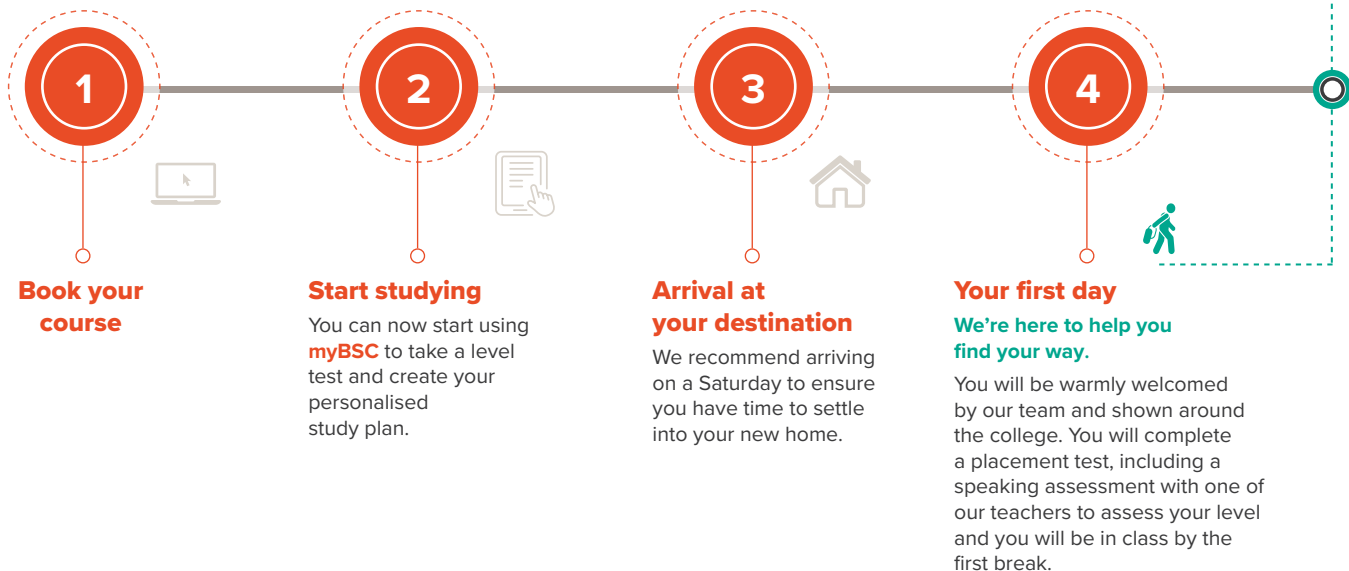 1
2
3
4
Book your
course
Start studying
You can now start using
myBSC to take a level
test and create your
personalised
study plan.
Arrival at
your destination
We recommend arriving
on a Saturday to ensure
you have time to settle
into your new home.
Your first day
We’re here to help you
find your way.
You will be warmly welcomed
by our team and shown around
the college. You will complete
a placement test, including a
speaking assessment with one of
our teachers to assess your level
and you will be in class by the
first break.